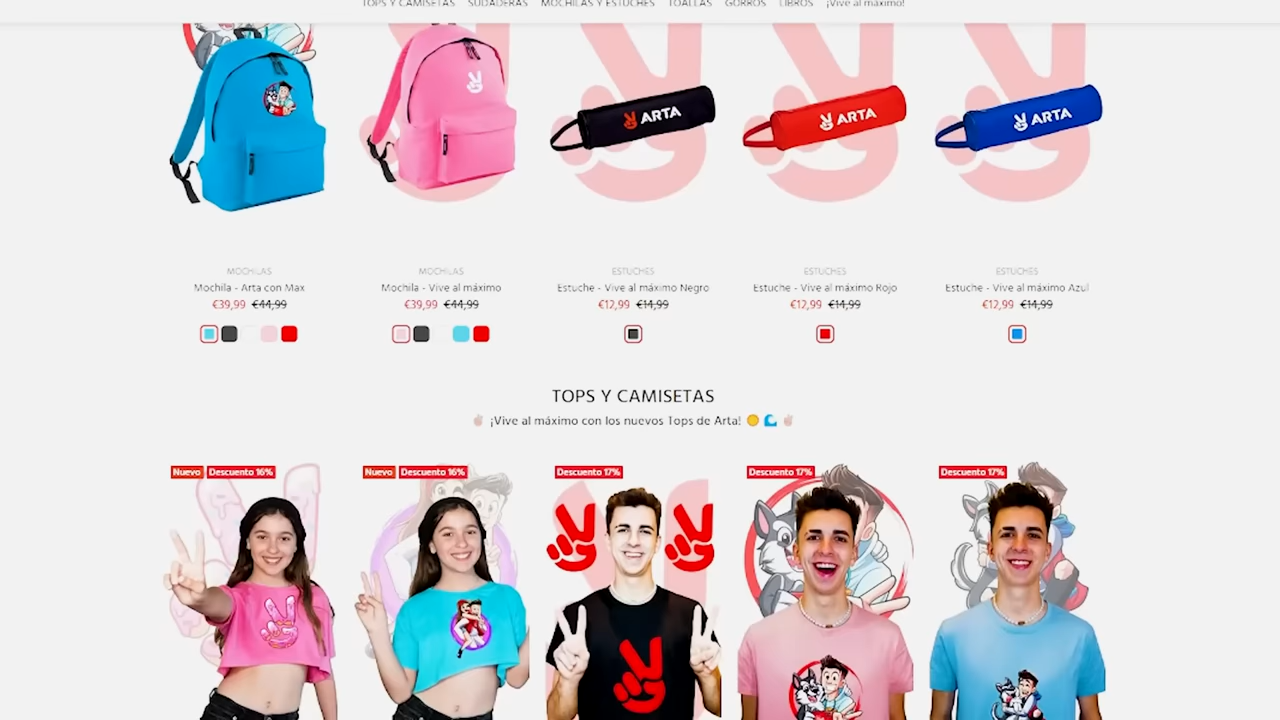 TOPS Y CAMISETAS SUDADERAS MOCHILAS Y ESTUCHES TOALLAS GORROS LIBROS ¡Vive al máximo!
ARTA
ARTA
ARTA
MOCHILAS
Mochila - Arta con Max
€39,99 €44,99
MOCHILAS
Mochila - Vive al máximo
€39,99 €44,99
ESTUCHES
Estuche - Vive al máximo Negro
€12,99 €14,99
ESTUCHES
Estuche - Vive al máximo Rojo
€12,99 €14,99
ESTUCHES
Estuche - Vive al máximo Azul
€12,99 €14,99
TOPS Y CAMISETAS
¡Vive al máximo con los nuevos Tops de Arta!
Nuevo Descuento 16%
Nuevo Descuento 16%
Descuento 17%
Descuento 17%
Descuento 17%